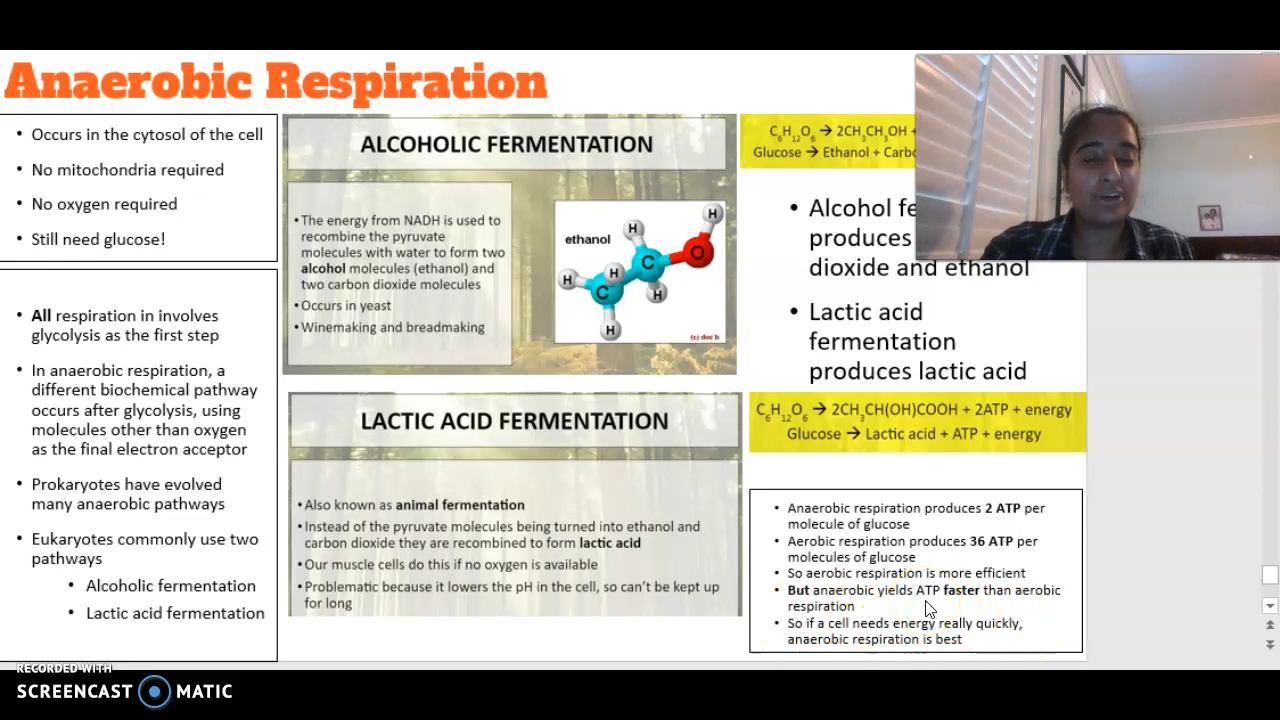 Anaerobic Respiration
• Occurs in the cytosol of the cell
• No mitochondria required
• No oxygen required
• Still need glucose!
• All respiration in involves
glycolysis as the first step
• In anaerobic respiration, a
different biochemical pathway
occurs after glycolysis, using
molecules other than oxygen
as the final electron acceptor
• Prokaryotes have evolved
many anaerobic pathways
• Eukaryotes commonly use two
pathways
• Alcoholic fermentation
• Lactic acid fermentation
ALCOHOLIC FERMENTATION
• The energy from NADH is used to
recombine the pyruvate
molecules with water to form two
alcohol molecules (ethanol) and
two carbon dioxide molecules
• Occurs in yeast
• Winemaking and breadmaking
ethanol
H
H
O
C
H
H
H
C
H
(c) doc b
LACTIC ACID FERMENTATION
• Also known as animal fermentation
• Instead of the pyruvate molecules being turned into ethanol and
carbon dioxide they are recombined to form lactic acid
• Our muscle cells do this if no oxygen is available
• Problematic because it lowers the pH in the cell, so can't be kept up
for long
C₆H₁₂O₆ → 2CH₃CH₂OH +
Glucose → Ethanol + Carbo
• Alcohol fe
produces
dioxide and ethanol
• Lactic acid
fermentation
produces lactic acid
C₆H₁₂O₆ → 2CH₃CH(OH)COOH + 2ATP + energy
Glucose → Lactic acid + ATP + energy
• Anaerobic respiration produces 2 ATP per
molecule of glucose
• Aerobic respiration produces 36 ATP per
molecules of glucose
• So aerobic respiration is more efficient
• But anaerobic yields ATP faster than aerobic
respiration
• So if a cell needs energy really quickly,
anaerobic respiration is best
RECORDED WITH
SCREENCAST MATIC